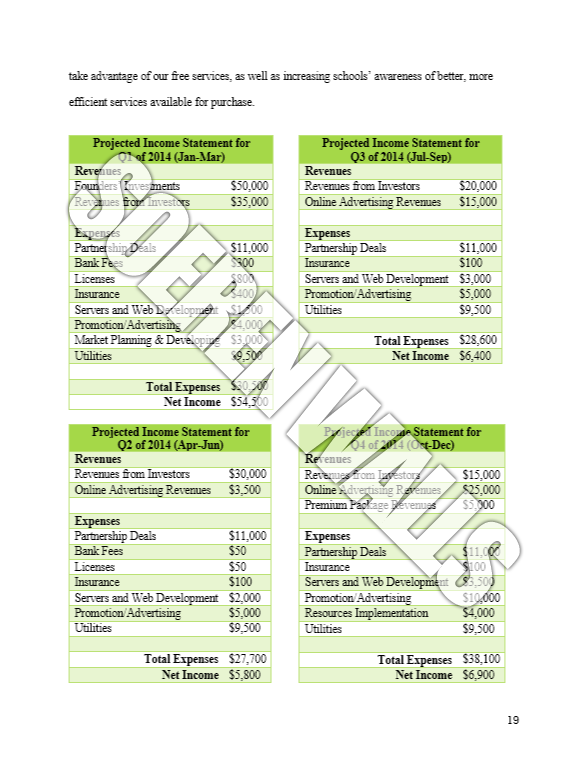 take advantage of our free services, as well as increasing schools' awareness of better, more
efficient services available for purchase.
Projected Income Statement for
Q1 of 2014 (Jan-Mar)
Revenues
Founders' Investments $50,000
Revenues from Investors $35,000
Expenses
Partnership Deals $11,000
Bank Fees $300
Licenses $800
Insurance $400
Servers and Web Development $1,500
Promotion/Advertising $4,000
Market Planning & Developing $3,000
Utilities $9,500
Total Expenses $30,500
Net Income $54,500
Projected Income Statement for
Q3 of 2014 (Jul-Sep)
Revenues
Revenues from Investors $20,000
Online Advertising Revenues $15,000
Expenses
Partnership Deals $11,000
Insurance $100
Servers and Web Development $3,000
Promotion/Advertising $5,000
Utilities $9,500
Total Expenses $28,600
Net Income $6,400
Projected Income Statement for
Q2 of 2014 (Apr-Jun)
Revenues
Revenues from Investors $30,000
Online Advertising Revenues $3,500
Expenses
Partnership Deals $11,000
Bank Fees $50
Licenses $50
Insurance $100
Servers and Web Development $2,000
Promotion/Advertising $5,000
Utilities $9,500
Total Expenses $27,700
Net Income $5,800
Projected Income Statement for
Q4 of 2014 (Oct-Dec)
Revenues
Revenues from Investors $15,000
Online Advertising Revenues $25,000
Premium Package Revenues $5,000
Expenses
Partnership Deals $11,000
Insurance $100
Servers and Web Development $3,500
Promotion/Advertising $10,000
Resources Implementation $4,000
Utilities $9,500
Total Expenses $38,100
Net Income $6,900
SOEREN WALLS
19